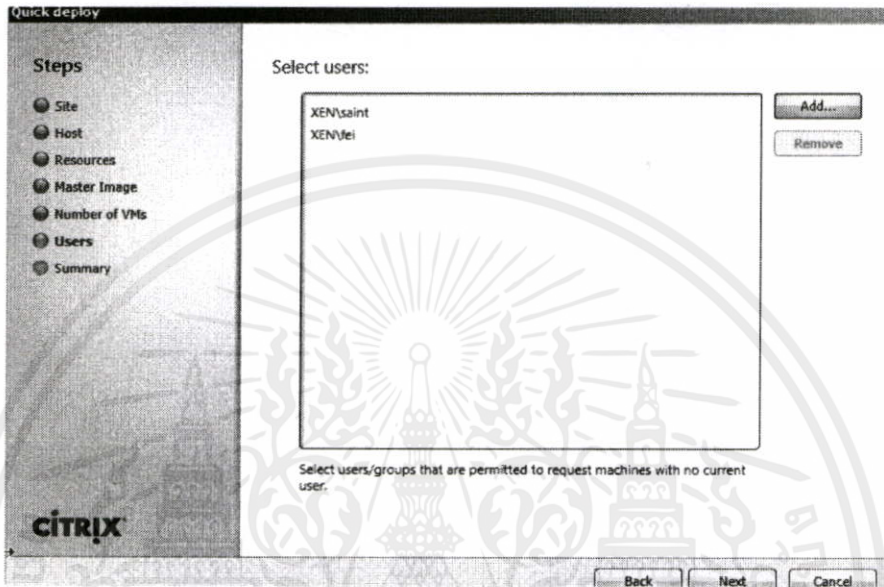 Quick deploy
Steps
Site
Host
Resources
Master Image
Number of VMs
Users
Summary
CITRIX
Select users:
XEN\saint
XEN\fei
Add...
Remove
Select users/groups that are permitted to request machines with no current
user.
Back Next Cancel